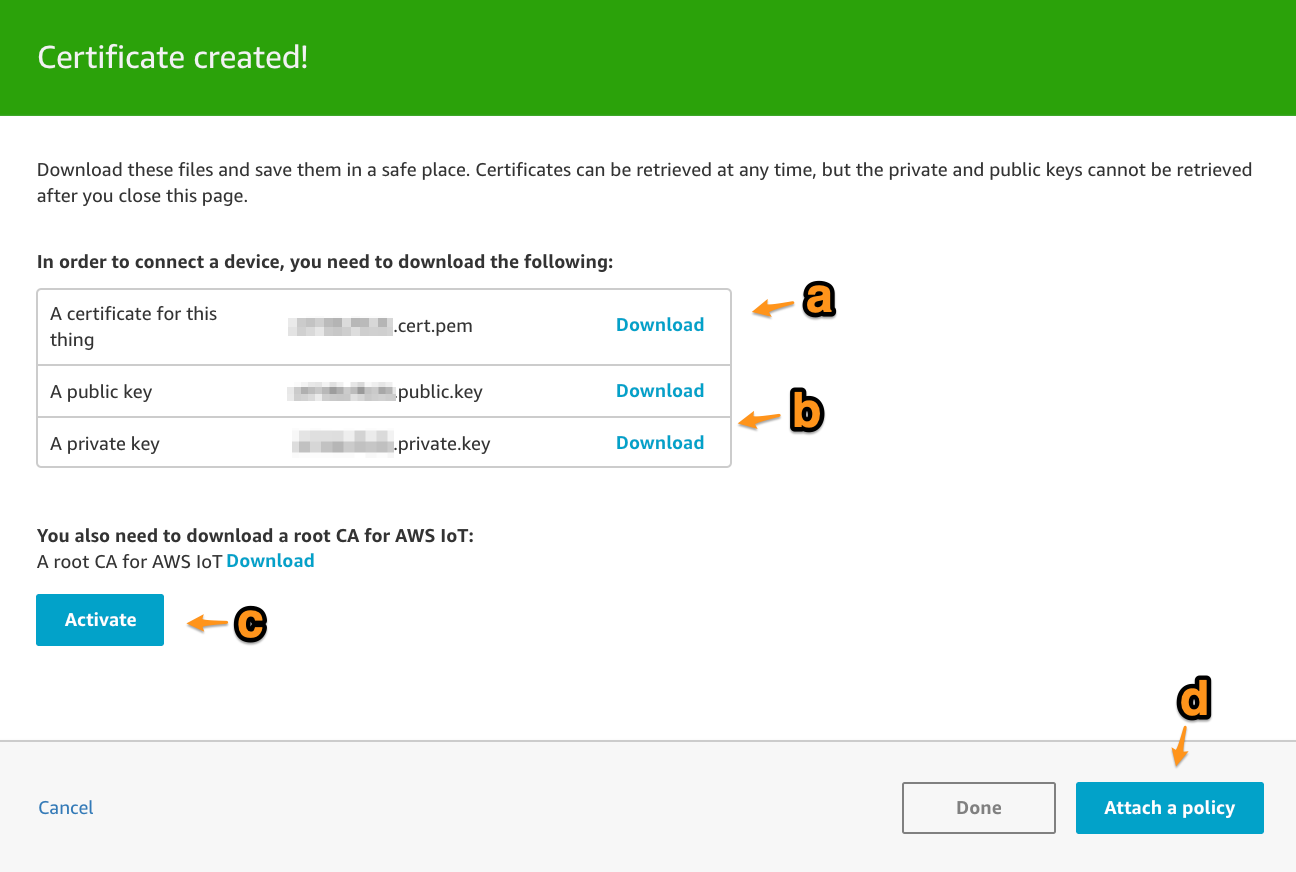 Certificate created!
Download these files and save them in a safe place. Certificates can be retrieved at any time, but the private and public keys cannot be retrieved
after you close this page.
In order to connect a device, you need to download the following:
a
A certificate for this
thing
.cert.pem
Download
A public key
.public.key
Download
b
A private key
.private.key
Download
You also need to download a root CA for AWS IoT:
A root CA for AWS IoT Download
Activate
c
d
Cancel
Done
Attach a policy